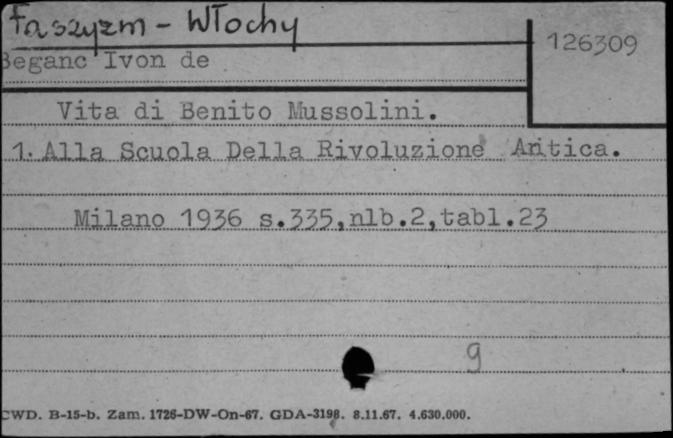 Faszyzm - Włochy
126309
Beganc Ivon de
Vita di Benito Mussolini.
1. Alla Scuola Della Rivoluzione Antica.
Milano 1936 s.335,nlb.2,tabl.23
9
CWD. B-15-b. Zam. 1726-DW-On-67. GDA-3198. 8.11.67. 4.630.000.